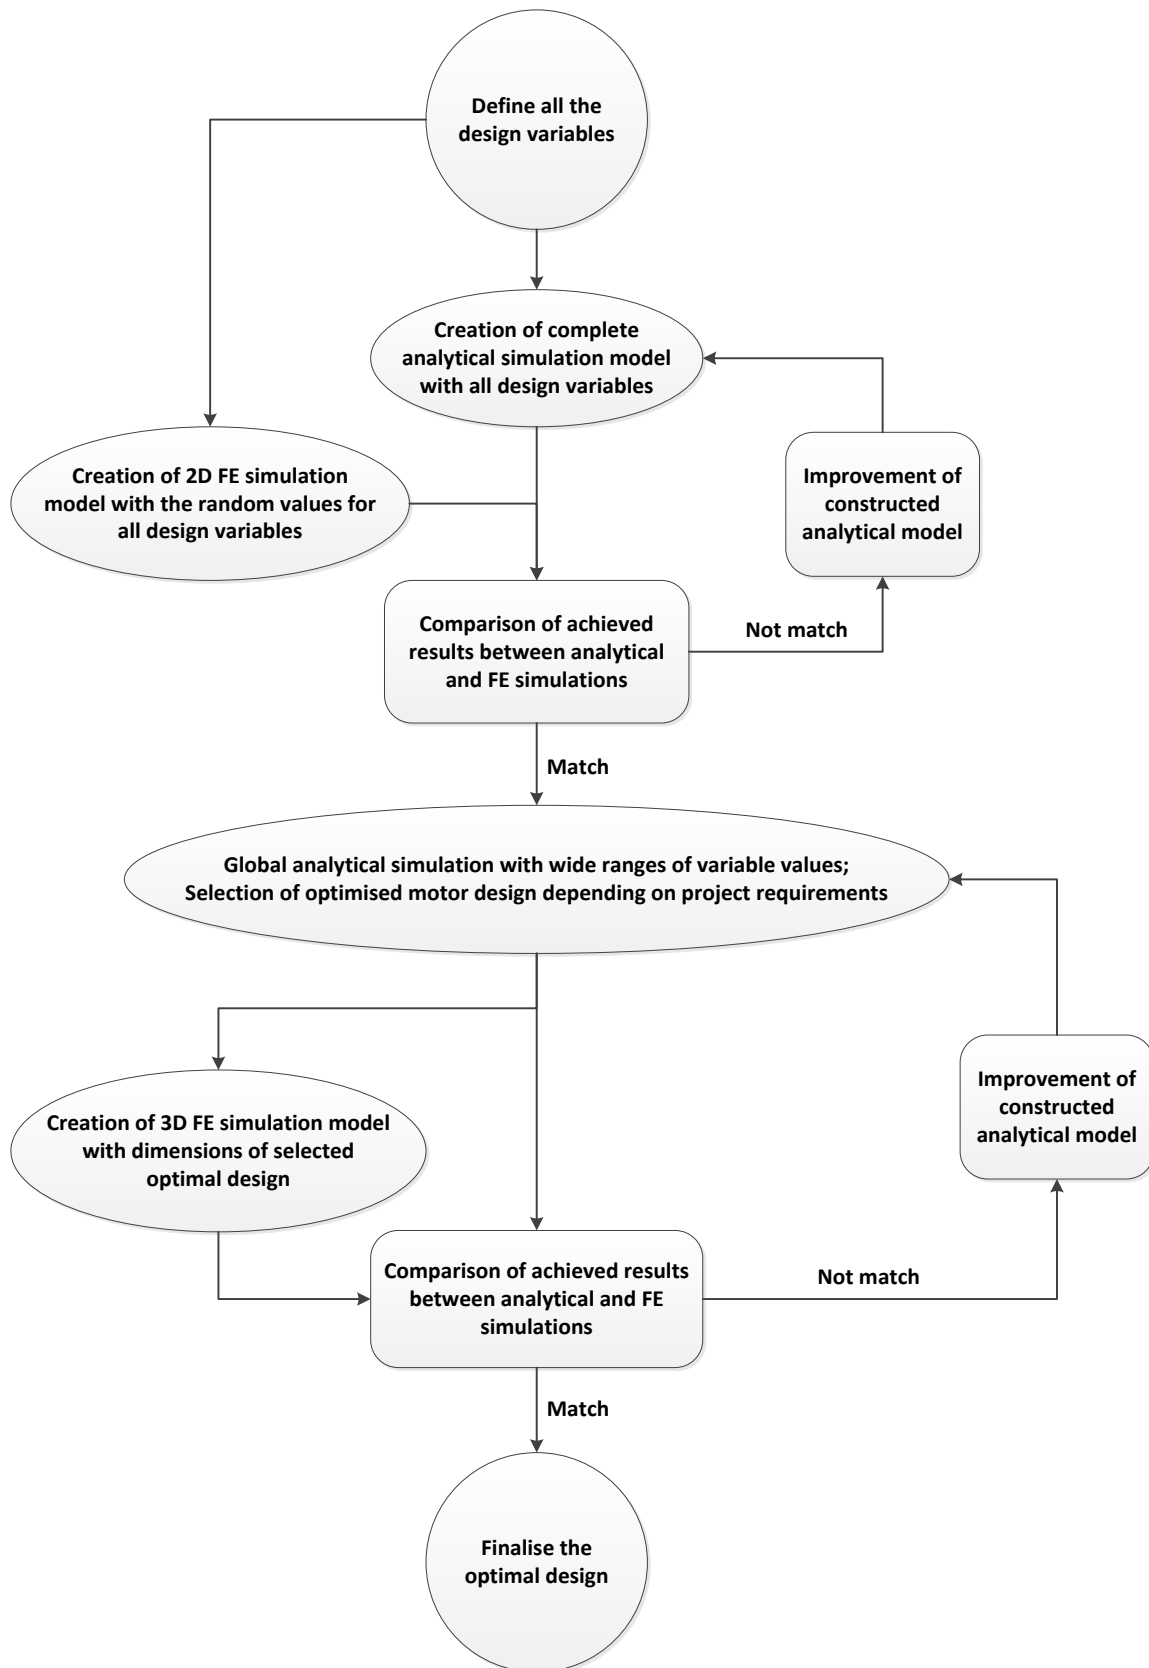 Define all the
design variables
Creation of complete
analytical simulation model
with all design variables
Creation of 2D FE simulation
model with the random values for
all design variables
Improvement of
constructed
analytical model
Comparison of achieved
results between analytical
and FE simulations
Not match
Match
Global analytical simulation with wide ranges of variable values;
Selection of optimised motor design depending on project requirements
Creation of 3D FE simulation model
with dimensions of selected
optimal design
Improvement of
constructed
analytical model
Comparison of achieved results
between analytical and FE
simulations
Not match
Match
Finalise the
optimal design